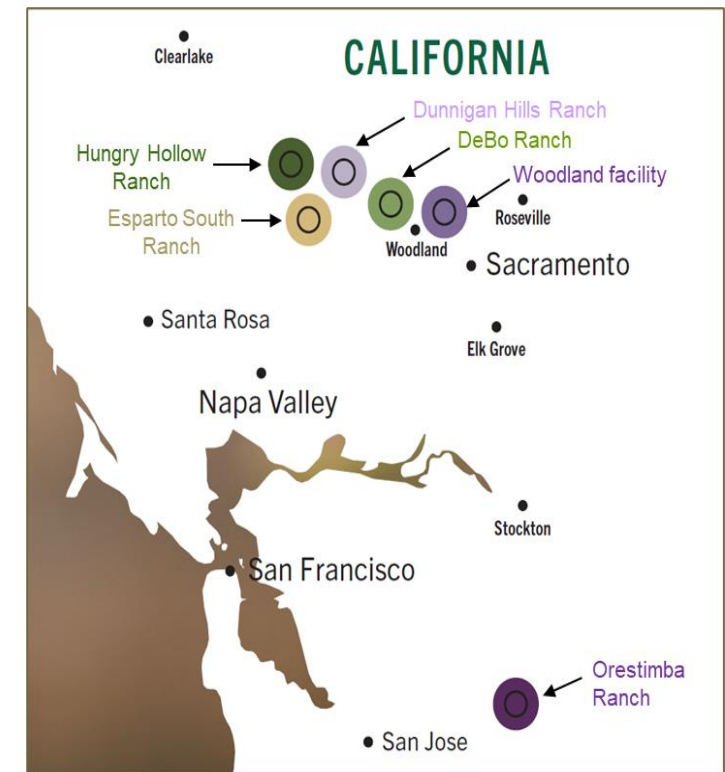 Clearlake
CALIFORNIA
Dunnigan Hills Ranch
DeBo Ranch
Hungry Hollow
Ranch
Woodland facility
Esparto South
Ranch
Roseville
Woodland
Sacramento
Santa Rosa
Elk Grove
Napa Valley
Stockton
San Francisco
Orestimba
Ranch
San Jose